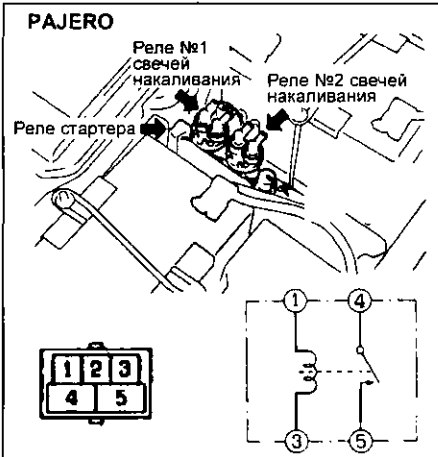 PAJERO
Реле №1
свечей
накаливания
Реле №2 свечей
накаливания
Реле стартера
1 2 3
4 5
1 4
3 5